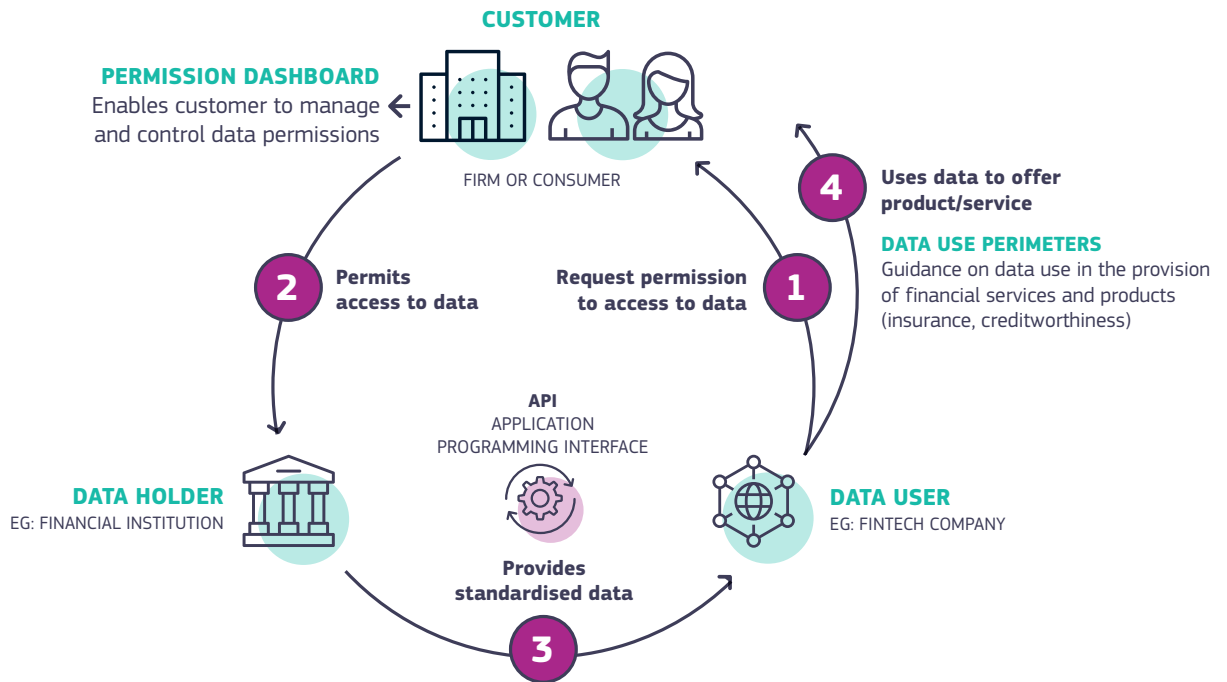 CUSTOMER
PERMISSION DASHBOARD
Enables customer to manage
and control data permissions
FIRM OR CONSUMER
4
Uses data to offer
product/service
DATA USE PERIMETERS
Guidance on data use in the provision
of financial services and products
(insurance, creditworthiness)
2
Permits
access to data
Request permission
to access to data
1
API
APPLICATION
PROGRAMMING INTERFACE
DATA HOLDER
EG: FINANCIAL INSTITUTION
DATA USER
EG: FINTECH COMPANY
Provides
standardised data
3